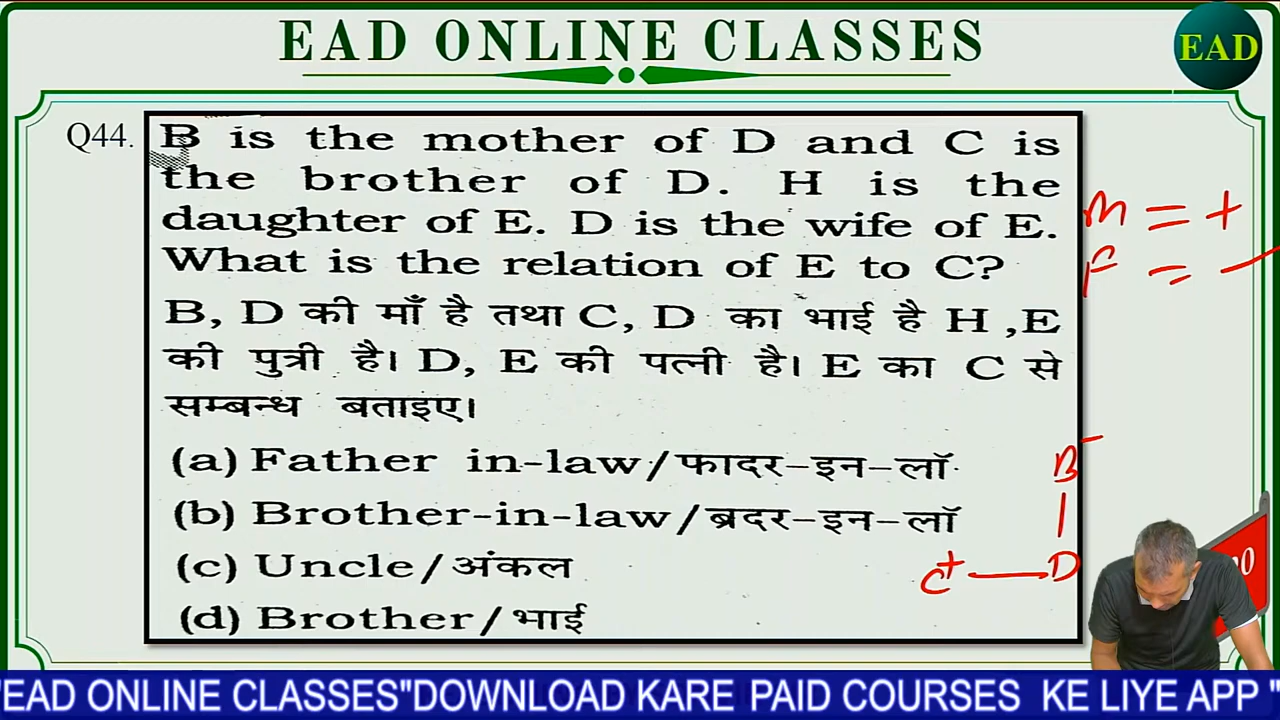 EAD ONLINE CLASSES
EAD
Q44. B is the mother of D and C is
the brother of D. H is the
daughter of E. D is the wife of E.
What is the relation of E to C?
B, D की माँ है तथा C, D का भाई है H ,E
की पुत्री है। D, E की पत्नी है। E का C से
सम्बन्ध बताइए।
(a) Father in-law/फादर-इन-लॉ
(b) Brother-in-law/ब्रदर-इन-लॉ
(c) Uncle/अंकल
(d) Brother/भाई
M = +
F = -
B -
C + D
"EAD ONLINE CLASSES"DOWNLOAD KARE PAID COURSES KE LIYE APP "